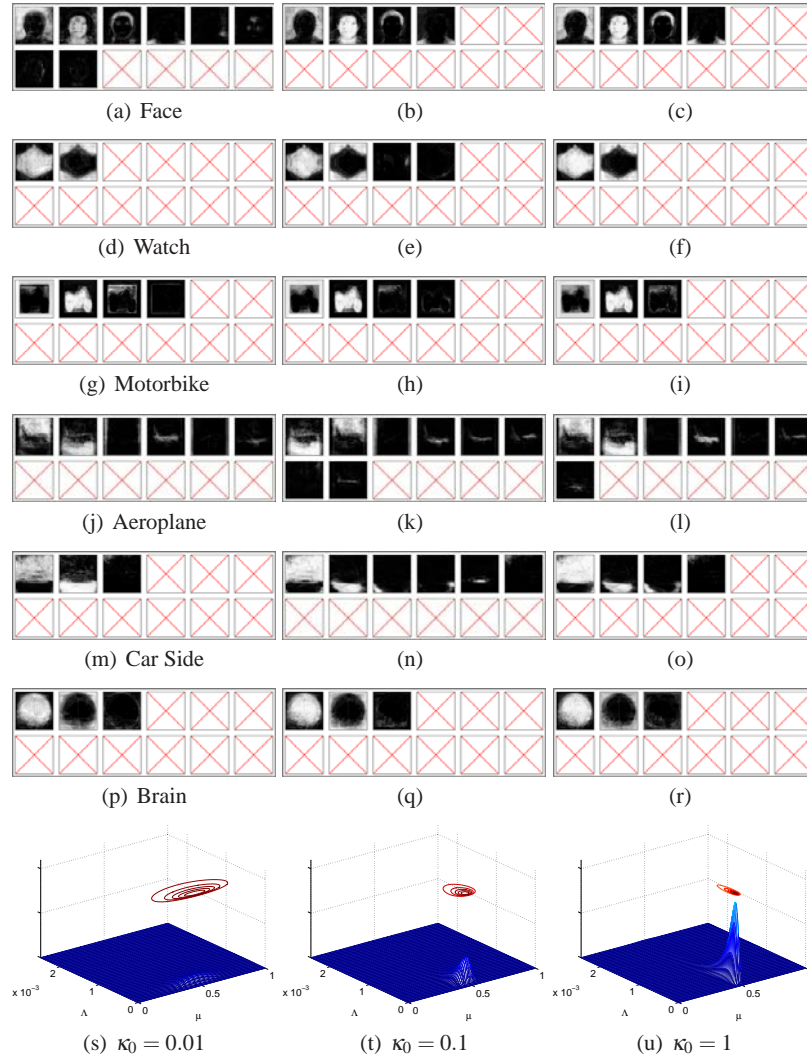 (a) Face (b) (c)
(d) Watch (e) (f)
(g) Motorbike (h) (i)
(j) Aeroplane (k) (l)
(m) Car Side (n) (o)
(p) Brain (q) (r)
2 1 0 x 10⁻³ Λ 0 0.5 1 μ
2 1 0 x 10⁻³ Λ 0 0.5 1 μ
2 1 0 x 10⁻³ Λ 0 0.5 1 μ
(s) κ₀ = 0.01 (t) κ₀ = 0.1 (u) κ₀ = 1